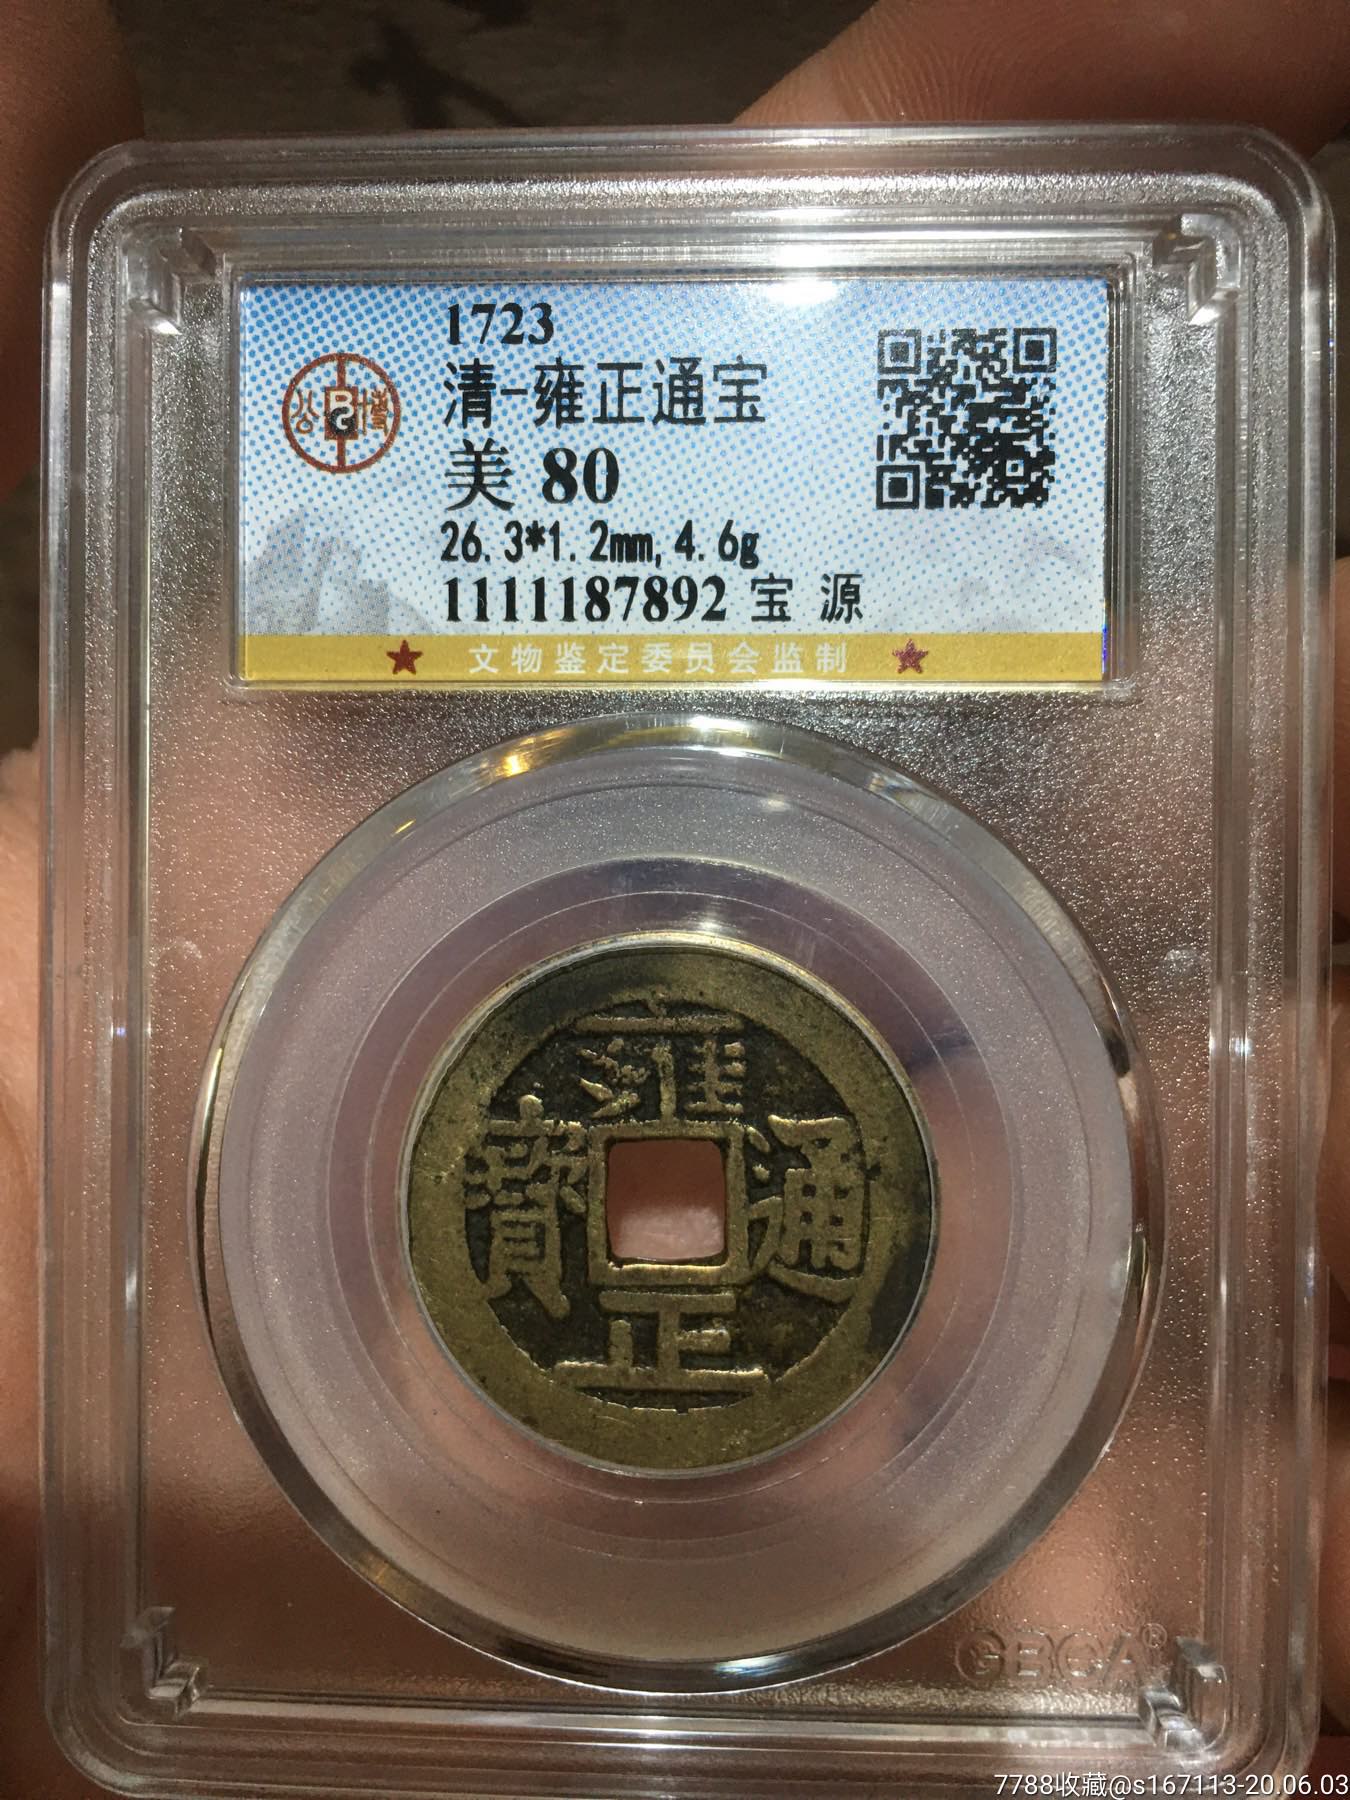 1723
清-雍正通宝
公 博
美 80
26.3*1.2mm,4.6g
1111187892 宝 源
★ 文物鉴定委员会监制 ★
雍
寶 通
正
GBCA®
7788收藏@s167113-20.06.03